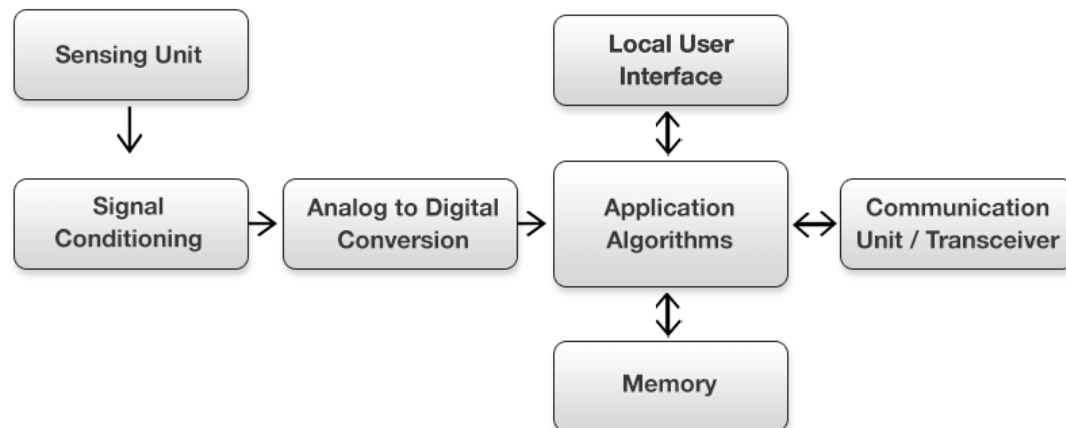 Sensing Unit
Local User
Interface
Signal
Conditioning
Analog to Digital
Conversion
Application
Algorithms
Communication
Unit / Transceiver
Memory